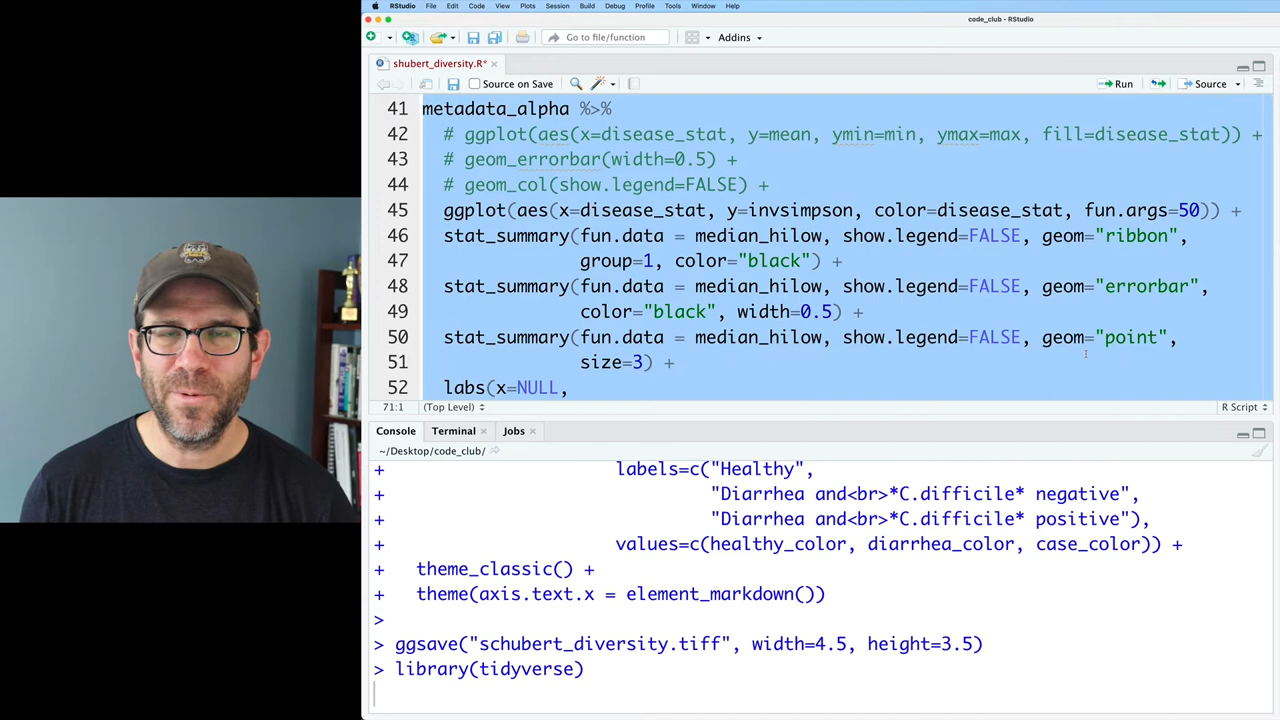 RStudio File Edit Code View Plots Session Build Debug Profile Tools Window Help
code_club - RStudio
Go to file/function Addins
shubert_diversity.R*
Source on Save Run Source
41 metadata_alpha %>%
42 # ggplot(aes(x=disease_stat, y=mean, ymin=min, ymax=max, fill=disease_stat)) +
43 # geom_errorbar(width=0.5) +
44 # geom_col(show.legend=FALSE) +
45 ggplot(aes(x=disease_stat, y=invsimpson, color=disease_stat, fun.args=50)) +
46 stat_summary(fun.data = median_hilow, show.legend=FALSE, geom="ribbon",
47 group=1, color="black") +
48 stat_summary(fun.data = median_hilow, show.legend=FALSE, geom="errorbar",
49 color="black", width=0.5) +
50 stat_summary(fun.data = median_hilow, show.legend=FALSE, geom="point",
51 size=3) +
52 labs(x=NULL,
71:1 (Top Level) R Script
Console Terminal Jobs
~/Desktop/code_club/
+ labels=c("Healthy",
+ "Diarrhea and<br>*C.difficile* negative",
+ "Diarrhea and<br>*C.difficile* positive"),
+ values=c(healthy_color, diarrhea_color, case_color)) +
+ theme_classic() +
+ theme(axis.text.x = element_markdown())
>
> ggsave("schubert_diversity.tiff", width=4.5, height=3.5)
> library(tidyverse)